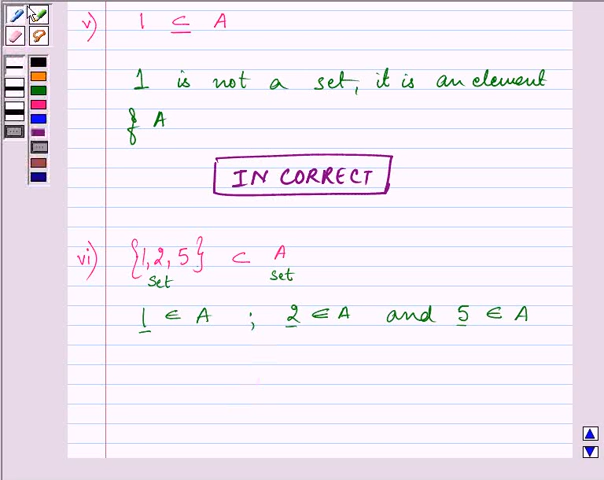 v) 1 ⊆ A
1 is not a set, it is an element
of A
IN CORRECT
vi) {1, 2, 5} ⊂ A
set set
1 ∈ A ; 2 ∈ A and 5 ∈ A